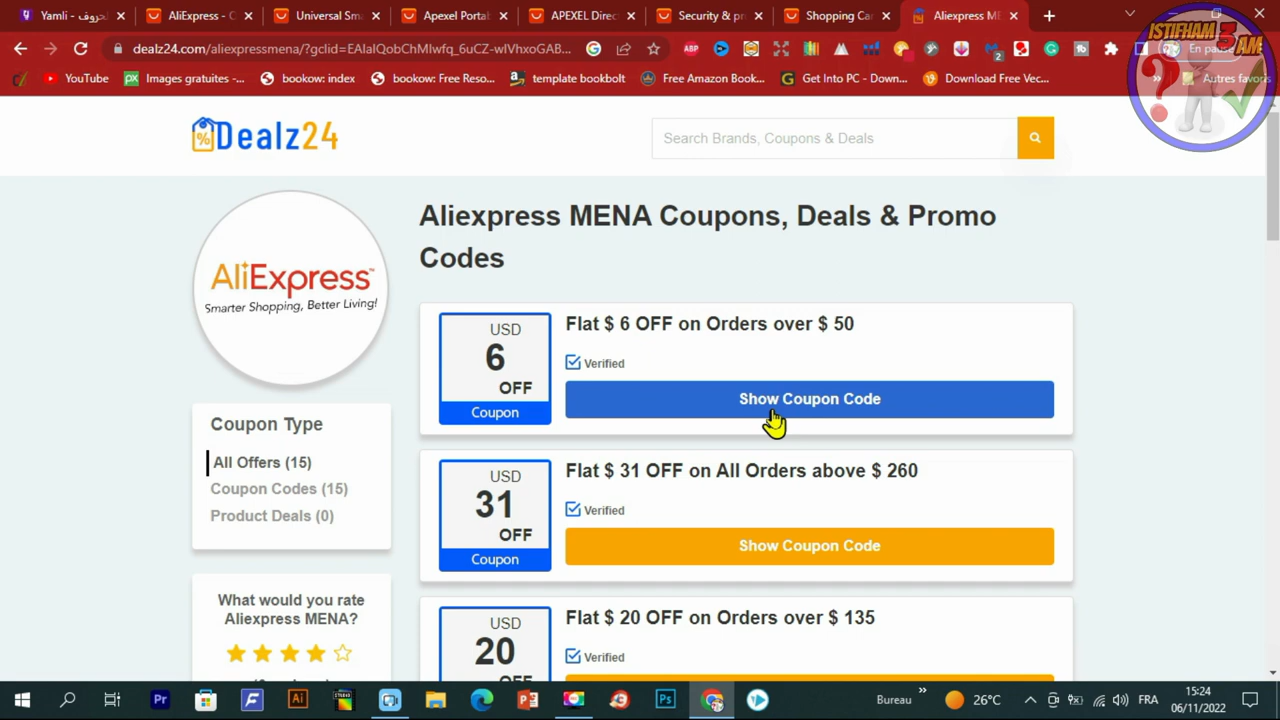 Yamli - الحروف
AliExpress - C
Universal Sma
Apexel Portal
APEXEL Direc
Security & pr
Shopping Car
Aliexpress ME
dealz24.com/aliexpressmena/?gclid=EAIaIQobChMIwfq_6uCZ-wIVhxoGAB...
En pause
YouTube
Images gratuites -...
bookow: index
bookow: Free Reso...
template bookbolt
Free Amazon Book...
Get Into PC - Down...
Download Free Vec...
»
Autres favoris
ISTIFHAM 3AM
Dealz24
Search Brands, Coupons & Deals
AliExpress™
Smarter Shopping, Better Living!
Aliexpress MENA Coupons, Deals & Promo
Codes
USD
6
OFF
Coupon
Flat $ 6 OFF on Orders over $ 50
Verified
Show Coupon Code
Coupon Type
All Offers (15)
Coupon Codes (15)
Product Deals (0)
USD
31
OFF
Coupon
Flat $ 31 OFF on All Orders above $ 260
Verified
Show Coupon Code
What would you rate
Aliexpress MENA?
USD
20
Flat $ 20 OFF on Orders over $ 135
Verified
Bureau
»
26°C
FRA
15:24
06/11/2022